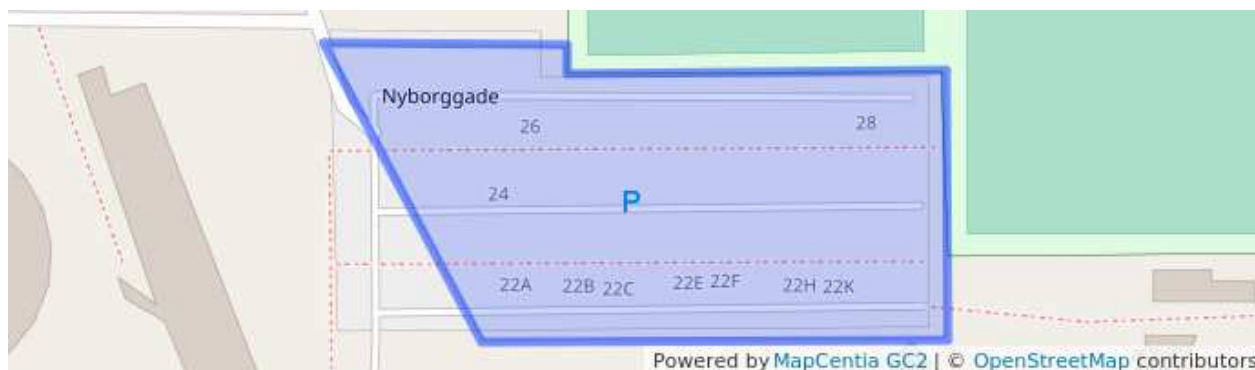 Nyborggade
26
28
24
P
22A 22B 22C 22E 22F 22H 22K
Powered by MapCentia GC2 | © OpenStreetMap contributors